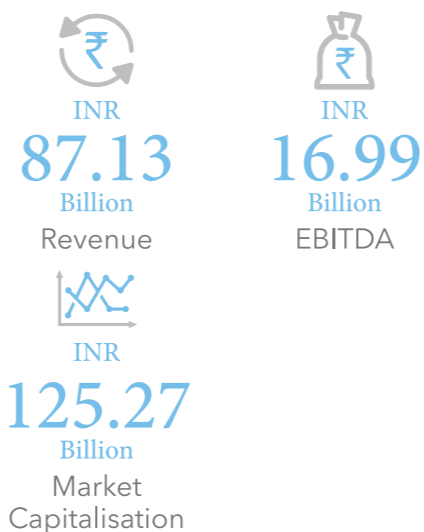 ₹
INR
87.13
Billion
Revenue
₹
INR
16.99
Billion
EBITDA
INR
125.27
Billion
Market
Capitalisation